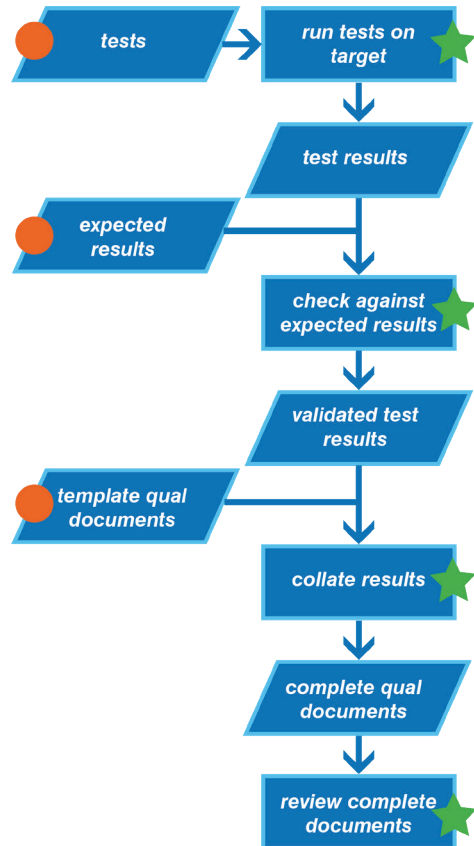 tests
run tests on
target
test results
expected
results
check against
expected results
validated test
results
template qual
documents
collate results
complete qual
documents
review complete
documents